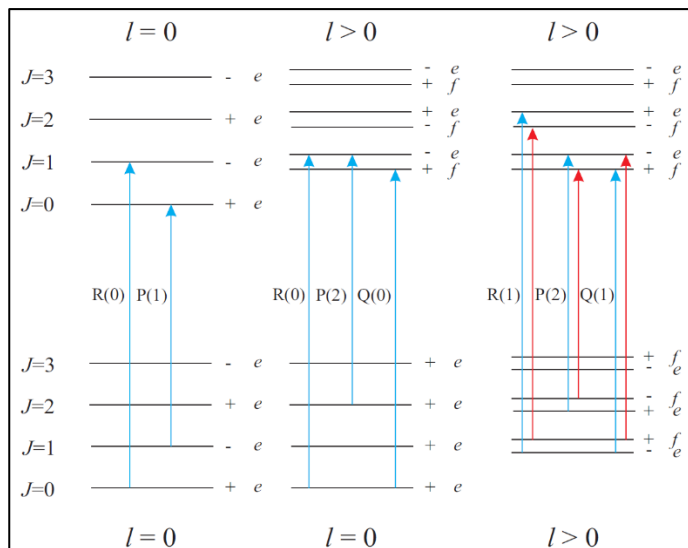 l = 0 l > 0 l > 0
- e - e
J=3 - e
+ f + f
+ e + e
J=2 + e
- f - f
- e - e
J=1 - e
+ f + f
J=0 + e
R(0) P(1) R(0) P(2) Q(0) R(1) P(2) Q(1)
+ f
J=3 - e + e
- e
- f
J=2 + e + e
+ e
+ f
J=1 - e + e
- e
J=0 + e + e
l = 0 l = 0 l > 0